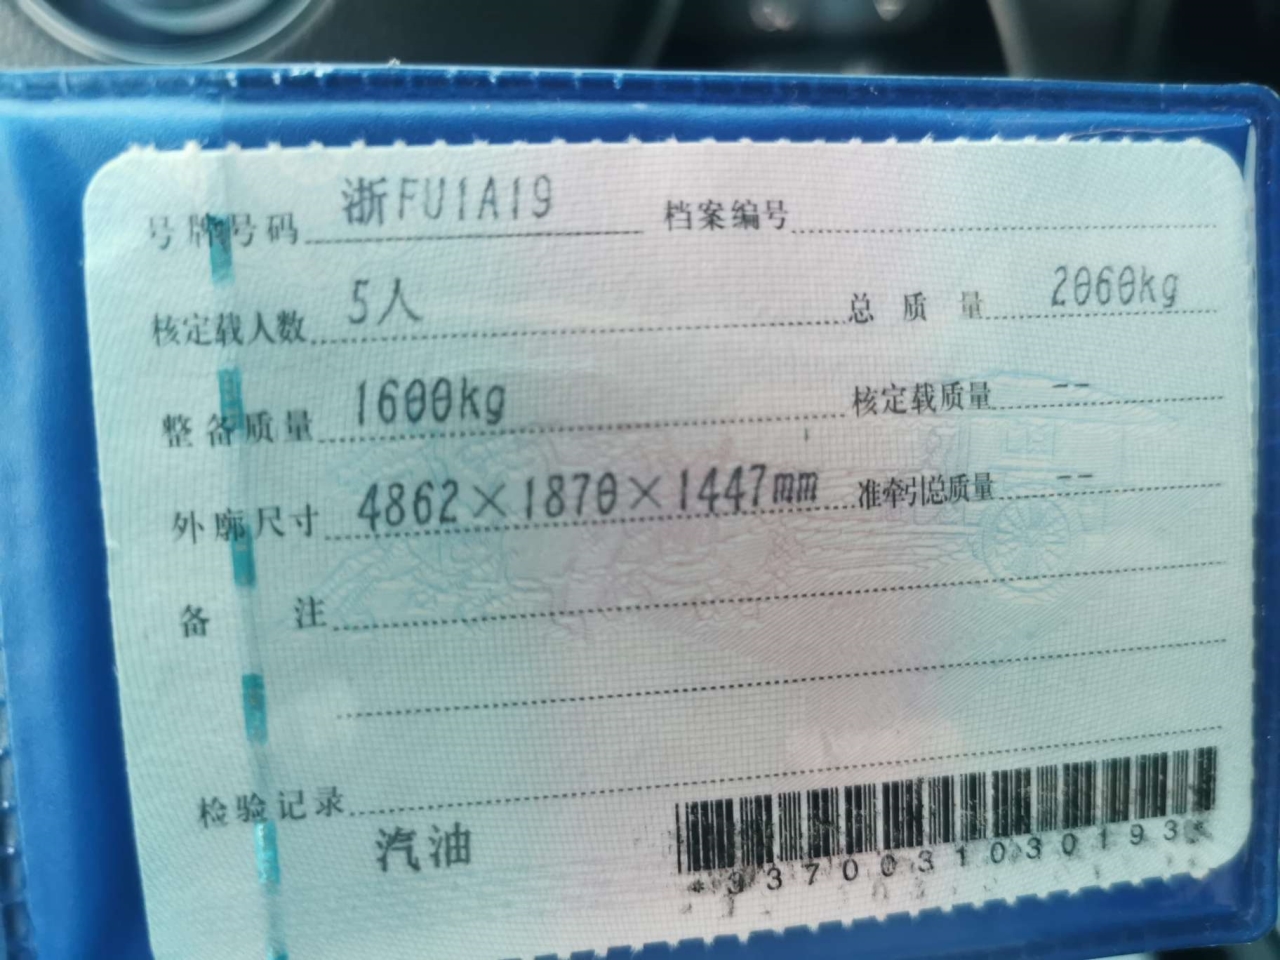 号牌号码 浙FU1A19 档案编号
核定载人数 5人 总质量 2060kg
整备质量 1600kg 核定载质量 --
外廓尺寸 4862×1870×1447mm 准牵引总质量 --
备注
检验记录
汽油
*3370031030193*